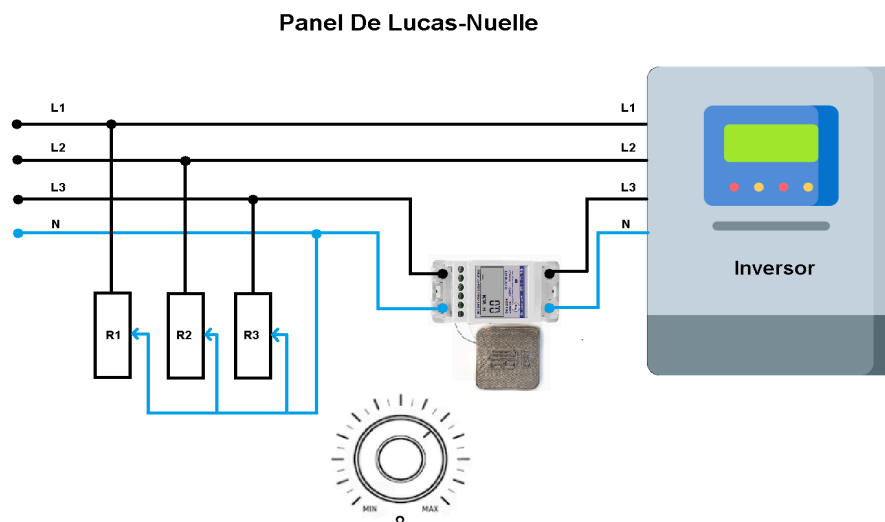 Panel De Lucas-Nuelle
L1 L1
L2 L2
L3 L3
N N
Inversor
R1 R2 R3
MIN MAX